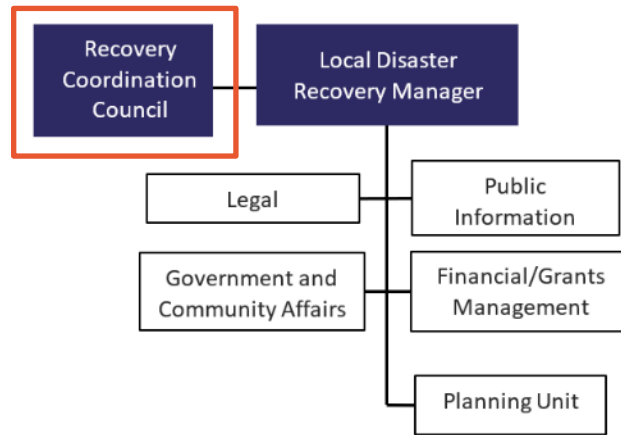 Recovery
Coordination
Council
Local Disaster
Recovery Manager
Legal
Public
Information
Government and
Community Affairs
Financial/Grants
Management
Planning Unit